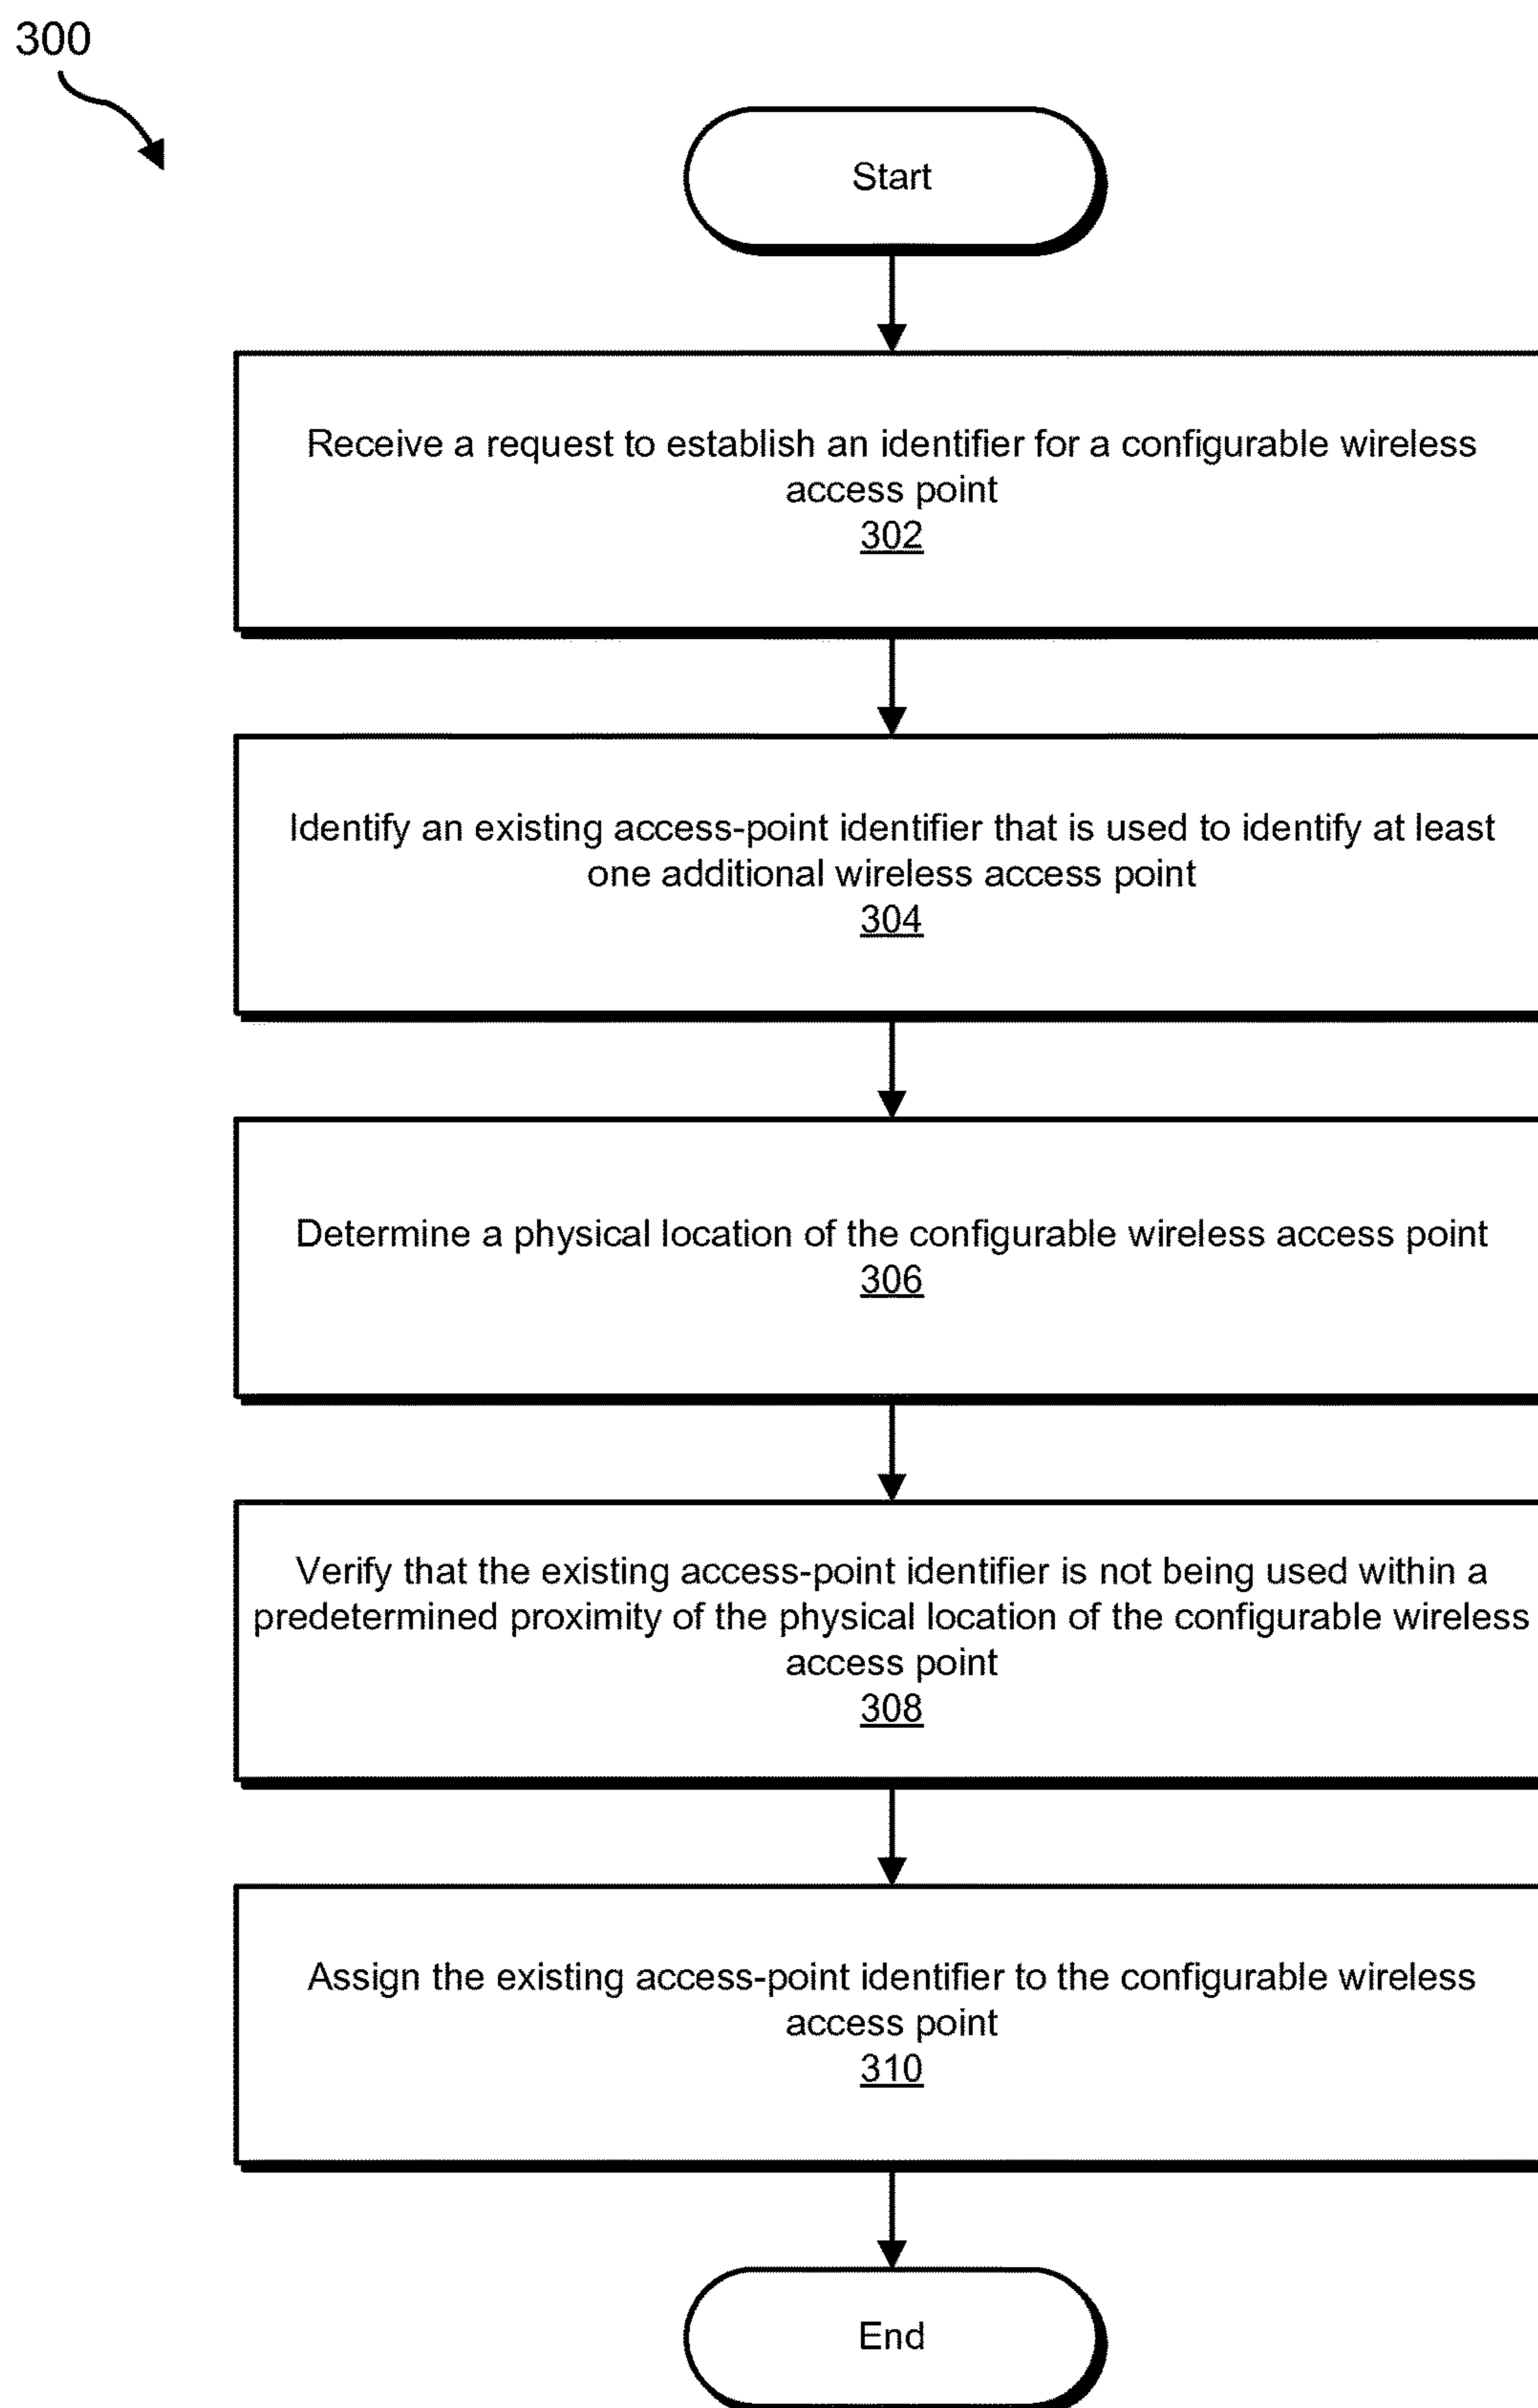 300
Start
Receive a request to establish an identifier for a configurable wireless
access point
302
Identify an existing access-point identifier that is used to identify at least
one additional wireless access point
304
Determine a physical location of the configurable wireless access point
306
Verify that the existing access-point identifier is not being used within a
predetermined proximity of the physical location of the configurable wireless
access point
308
Assign the existing access-point identifier to the configurable wireless
access point
310
End